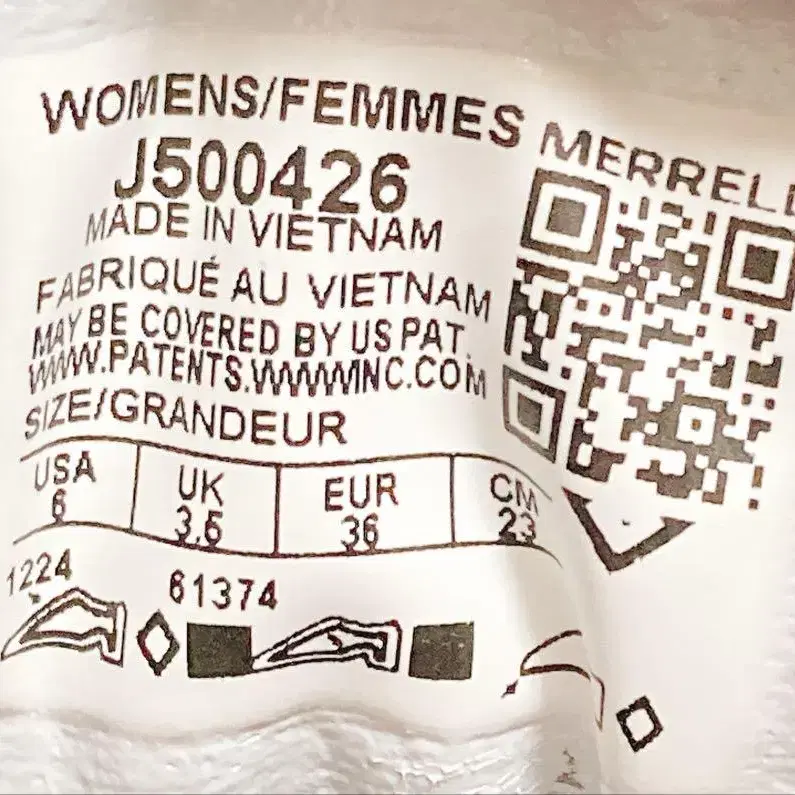 WOMENS/FEMMES
MERRELL
J500426
MADE IN VIETNAM
FABRIQUÉ AU VIETNAM
MAY BE COVERED BY US PAT.
WWW.PATENTS.WWWINC.COM
SIZE/GRANDEUR
USA UK EUR CM
6 3.5 36 23
1224 61374